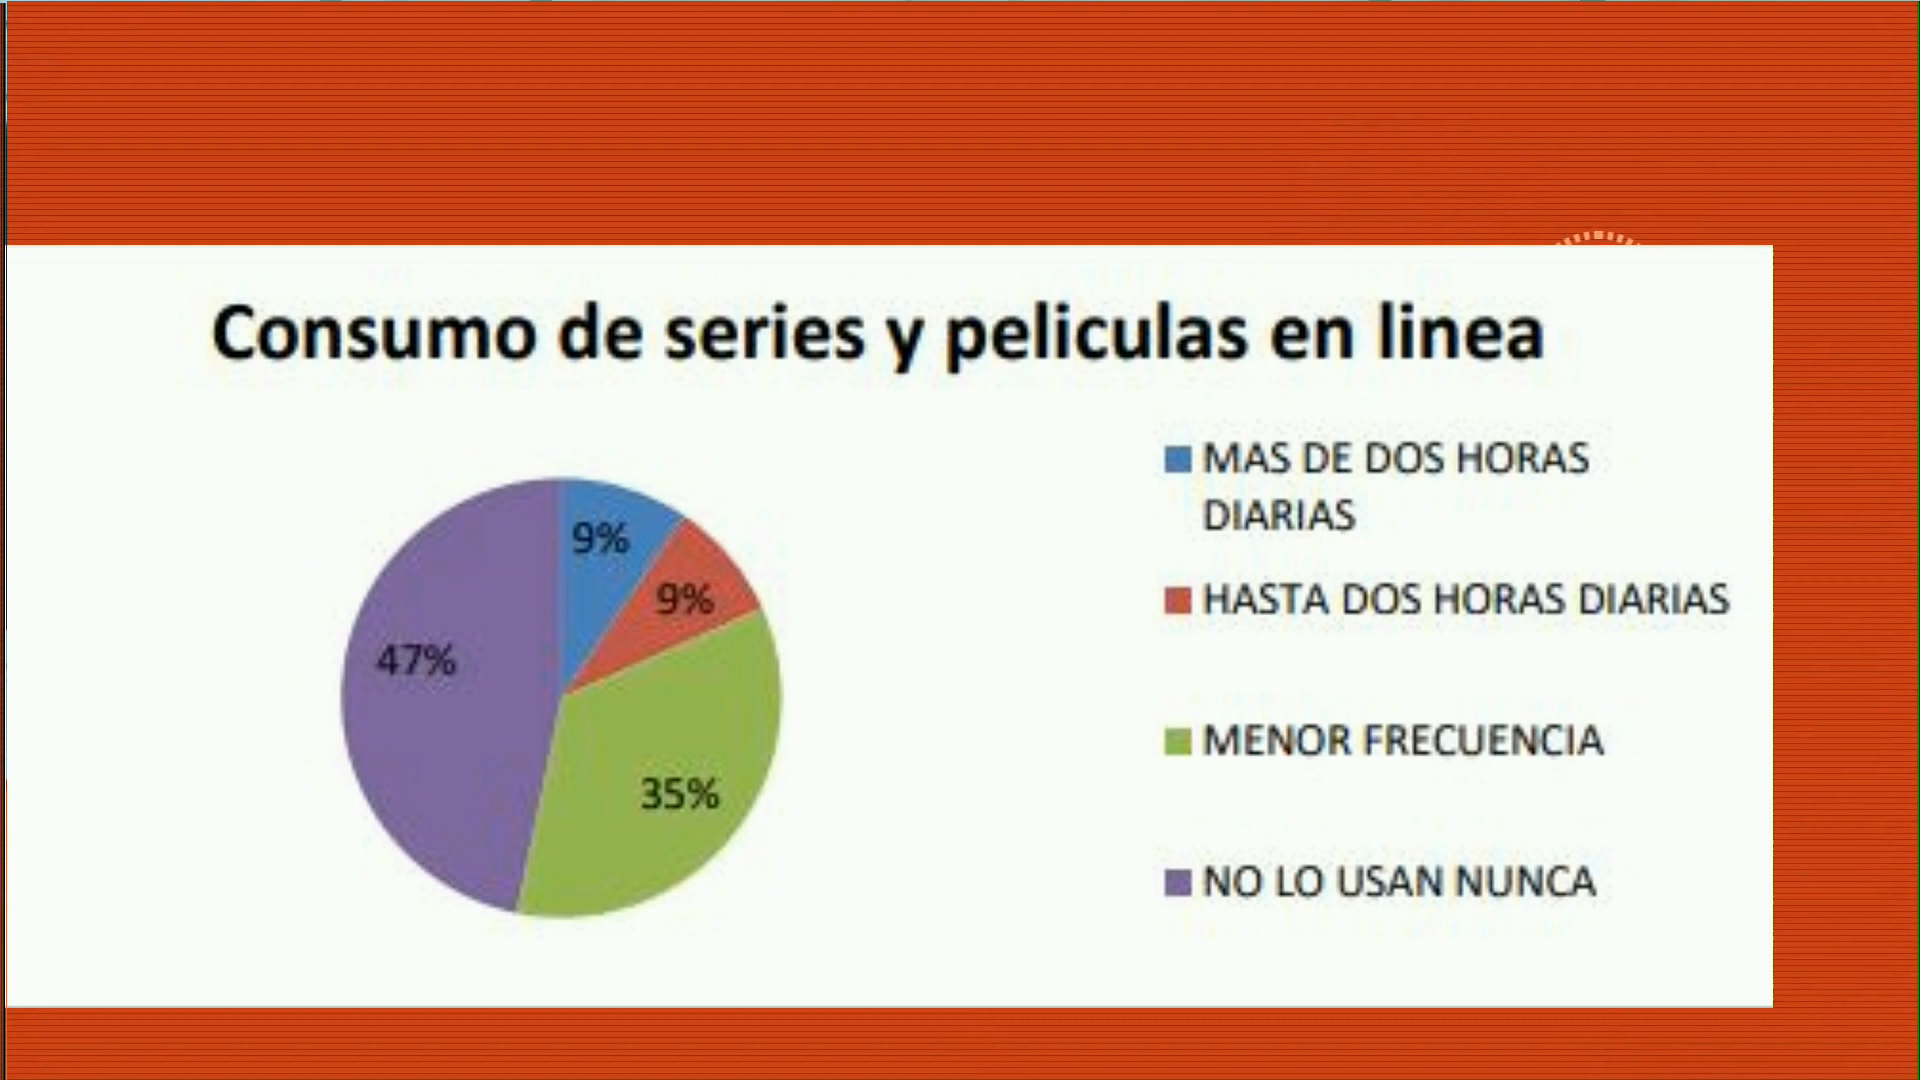 Consumo de series y peliculas en linea
MAS DE DOS HORAS
DIARIAS
9%
9%
HASTA DOS HORAS DIARIAS
47%
MENOR FRECUENCIA
35%
NO LO USAN NUNCA